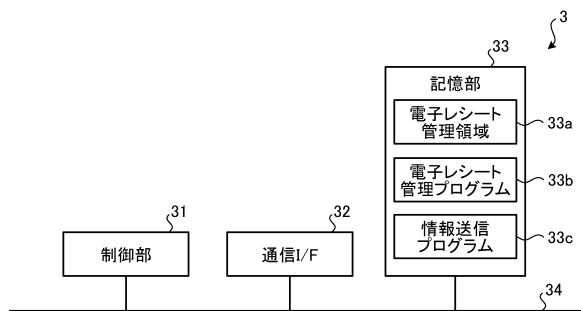 3
33
記憶部
電子レシート
管理領域
33a
電子レシート
管理プログラム
33b
情報送信
プログラム
33c
31
制御部
32
通信I/F
34